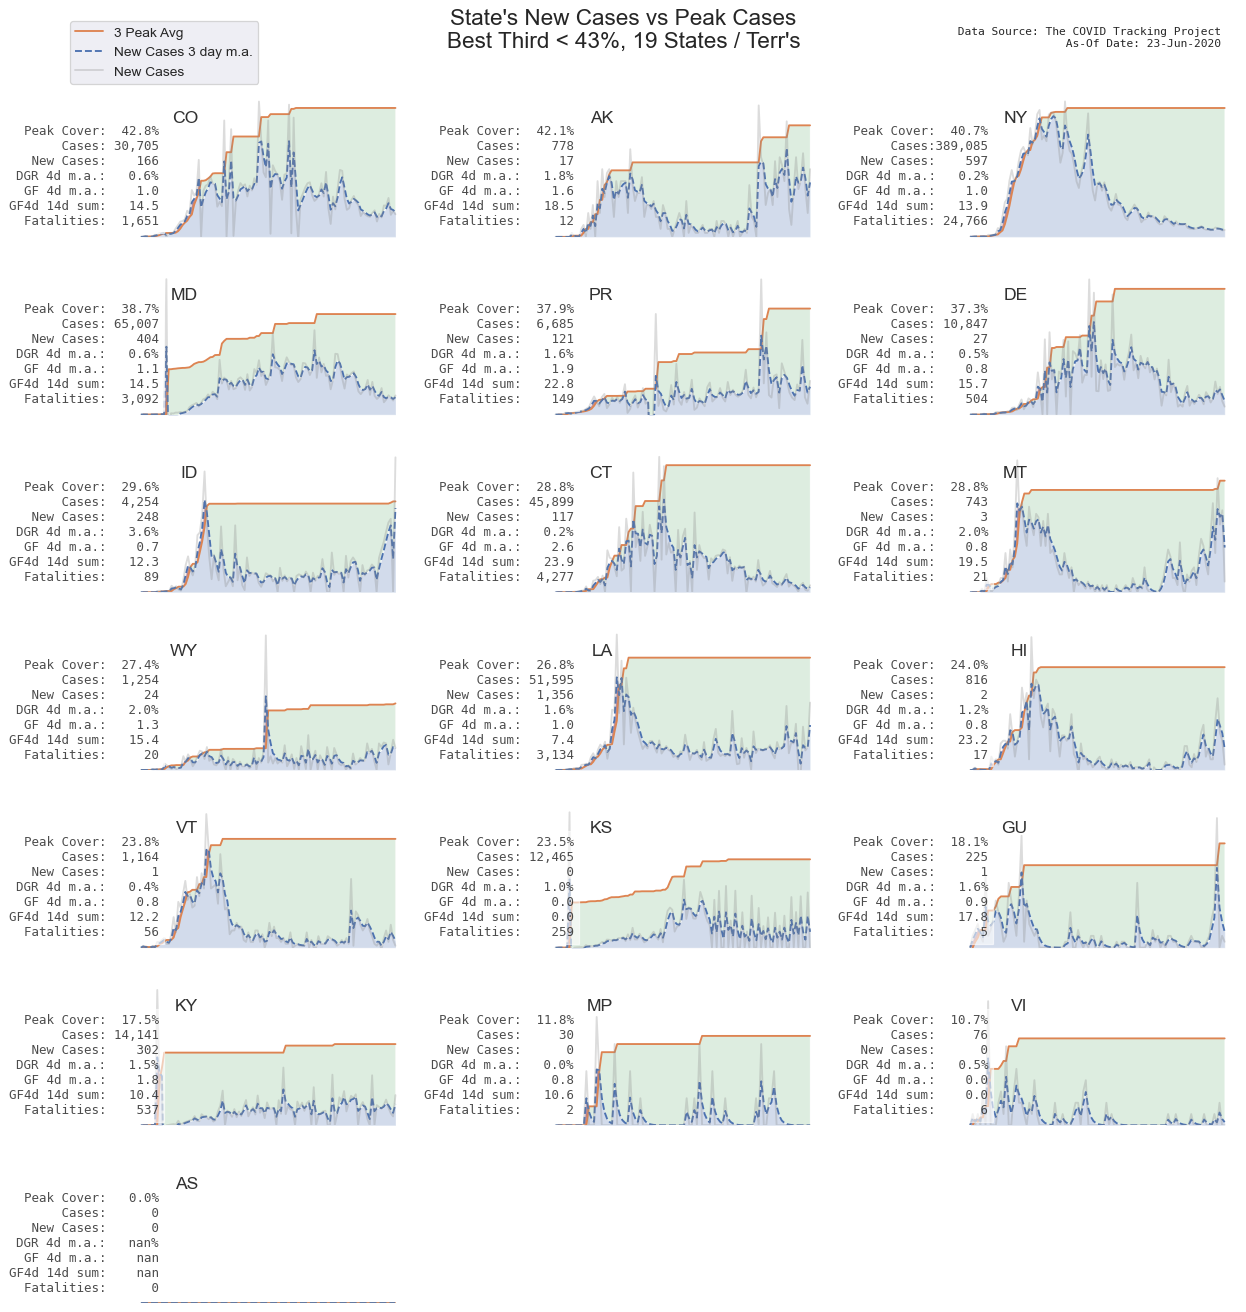 State's New Cases vs Peak Cases
Best Third < 43%, 19 States / Terr's
3 Peak Avg
New Cases 3 day m.a.
New Cases
Data Source: The COVID Tracking Project
As-Of Date: 23-Jun-2020
CO
Peak Cover: 42.8%
Cases: 30,705
New Cases: 166
DGR 4d m.a.: 0.6%
GF 4d m.a.: 1.0
GF4d 14d sum: 14.5
Fatalities: 1,651
AK
Peak Cover: 42.1%
Cases: 778
New Cases: 17
DGR 4d m.a.: 1.8%
GF 4d m.a.: 1.6
GF4d 14d sum: 18.5
Fatalities: 12
NY
Peak Cover: 40.7%
Cases:389,085
New Cases: 597
DGR 4d m.a.: 0.2%
GF 4d m.a.: 1.0
GF4d 14d sum: 13.9
Fatalities: 24,766
MD
Peak Cover: 38.7%
Cases: 65,007
New Cases: 404
DGR 4d m.a.: 0.6%
GF 4d m.a.: 1.1
GF4d 14d sum: 14.5
Fatalities: 3,092
PR
Peak Cover: 37.9%
Cases: 6,685
New Cases: 121
DGR 4d m.a.: 1.6%
GF 4d m.a.: 1.9
GF4d 14d sum: 22.8
Fatalities: 149
DE
Peak Cover: 37.3%
Cases: 10,847
New Cases: 27
DGR 4d m.a.: 0.5%
GF 4d m.a.: 0.8
GF4d 14d sum: 15.7
Fatalities: 504
ID
Peak Cover: 29.6%
Cases: 4,254
New Cases: 248
DGR 4d m.a.: 3.6%
GF 4d m.a.: 0.7
GF4d 14d sum: 12.3
Fatalities: 89
CT
Peak Cover: 28.8%
Cases: 45,899
New Cases: 117
DGR 4d m.a.: 0.2%
GF 4d m.a.: 2.6
GF4d 14d sum: 23.9
Fatalities: 4,277
MT
Peak Cover: 28.8%
Cases: 743
New Cases: 3
DGR 4d m.a.: 2.0%
GF 4d m.a.: 0.8
GF4d 14d sum: 19.5
Fatalities: 21
WY
Peak Cover: 27.4%
Cases: 1,254
New Cases: 24
DGR 4d m.a.: 2.0%
GF 4d m.a.: 1.3
GF4d 14d sum: 15.4
Fatalities: 20
LA
Peak Cover: 26.8%
Cases: 51,595
New Cases: 1,356
DGR 4d m.a.: 1.6%
GF 4d m.a.: 1.0
GF4d 14d sum: 7.4
Fatalities: 3,134
HI
Peak Cover: 24.0%
Cases: 816
New Cases: 2
DGR 4d m.a.: 1.2%
GF 4d m.a.: 0.8
GF4d 14d sum: 23.2
Fatalities: 17
VT
Peak Cover: 23.8%
Cases: 1,164
New Cases: 1
DGR 4d m.a.: 0.4%
GF 4d m.a.: 0.8
GF4d 14d sum: 12.2
Fatalities: 56
KS
Peak Cover: 23.5%
Cases: 12,465
New Cases: 0
DGR 4d m.a.: 1.0%
GF 4d m.a.: 0.0
GF4d 14d sum: 0.0
Fatalities: 259
GU
Peak Cover: 18.1%
Cases: 225
New Cases: 1
DGR 4d m.a.: 1.6%
GF 4d m.a.: 0.9
GF4d 14d sum: 17.8
Fatalities: 5
KY
Peak Cover: 17.5%
Cases: 14,141
New Cases: 302
DGR 4d m.a.: 1.5%
GF 4d m.a.: 1.8
GF4d 14d sum: 10.4
Fatalities: 537
MP
Peak Cover: 11.8%
Cases: 30
New Cases: 0
DGR 4d m.a.: 0.0%
GF 4d m.a.: 0.8
GF4d 14d sum: 10.6
Fatalities: 2
VI
Peak Cover: 10.7%
Cases: 76
New Cases: 0
DGR 4d m.a.: 0.5%
GF 4d m.a.: 0.0
GF4d 14d sum: 0.0
Fatalities: 6
AS
Peak Cover: 0.0%
Cases: 0
New Cases: 0
DGR 4d m.a.: nan%
GF 4d m.a.: nan
GF4d 14d sum: nan
Fatalities: 0